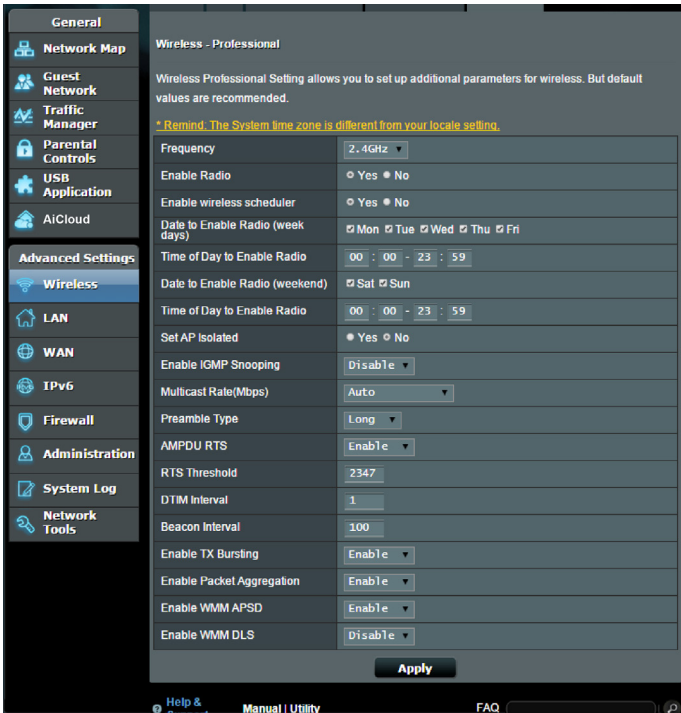 General
Network Map
Guest
Network
Traffic
Manager
Parental
Controls
USB
Application
AiCloud
Advanced Settings
Wireless
LAN
WAN
IPv6
Firewall
Administration
System Log
Network
Tools
Wireless - Professional
Wireless Professional Setting allows you to set up additional parameters for wireless. But default
values are recommended.
* Remind: The System time zone is different from your locale setting.
Frequency 2.4GHz
Enable Radio Yes No
Enable wireless scheduler Yes No
Date to Enable Radio (week
days) Mon Tue Wed Thu Fri
Time of Day to Enable Radio 00 : 00 - 23 : 59
Date to Enable Radio (weekend) Sat Sun
Time of Day to Enable Radio 00 : 00 - 23 : 59
Set AP Isolated Yes No
Enable IGMP Snooping Disable
Multicast Rate(Mbps) Auto
Preamble Type Long
AMPDU RTS Enable
RTS Threshold 2347
DTIM Interval 1
Beacon Interval 100
Enable TX Bursting Enable
Enable Packet Aggregation Enable
Enable WMM APSD Enable
Enable WMM DLS Disable
Apply
Help &
Manual | Utility FAQ